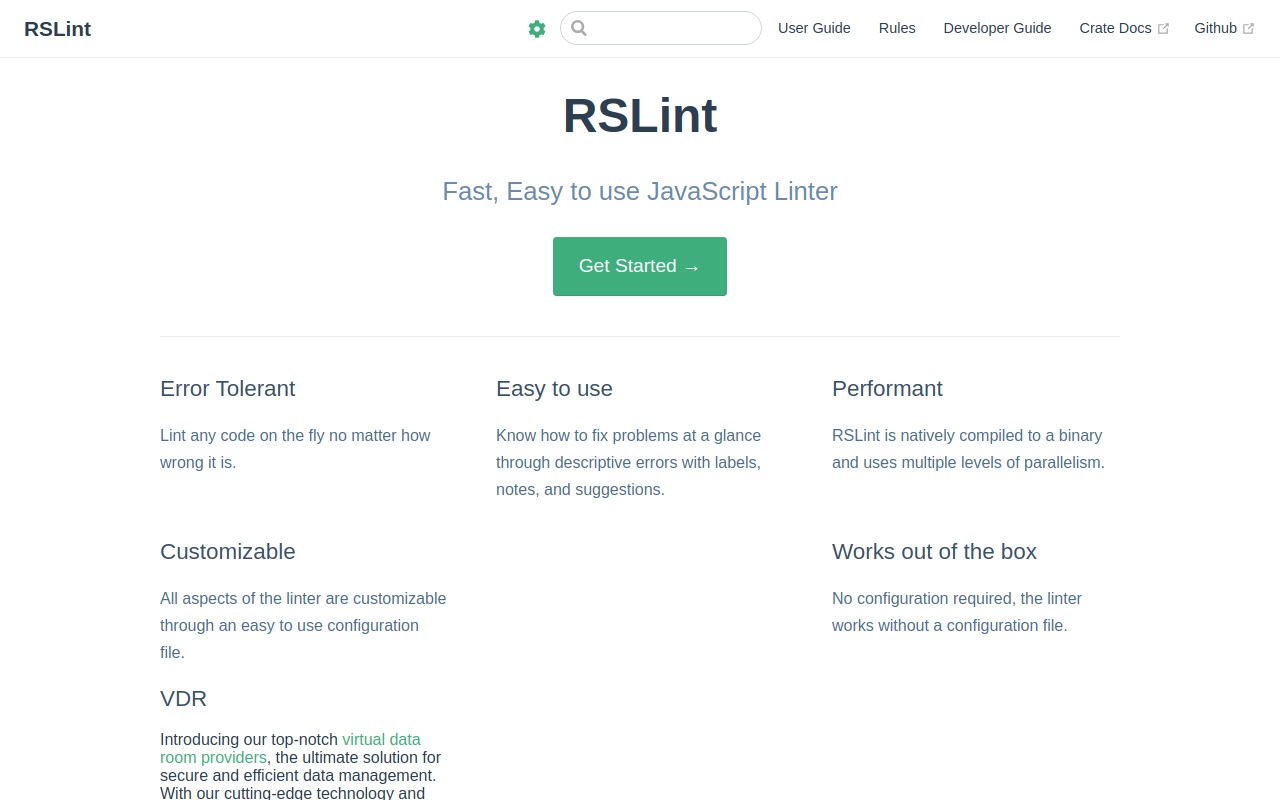 RSLint
User Guide
Rules
Developer Guide
Crate Docs
Github
RSLint
Fast, Easy to use JavaScript Linter
Get Started →
Error Tolerant
Lint any code on the fly no matter how
wrong it is.
Easy to use
Know how to fix problems at a glance
through descriptive errors with labels,
notes, and suggestions.
Performant
RSLint is natively compiled to a binary
and uses multiple levels of parallelism.
Customizable
All aspects of the linter are customizable
through an easy to use configuration
file.
Works out of the box
No configuration required, the linter
works without a configuration file.
VDR
Introducing our top-notch virtual data
room providers, the ultimate solution for
secure and efficient data management.
With our cutting-edge technology and